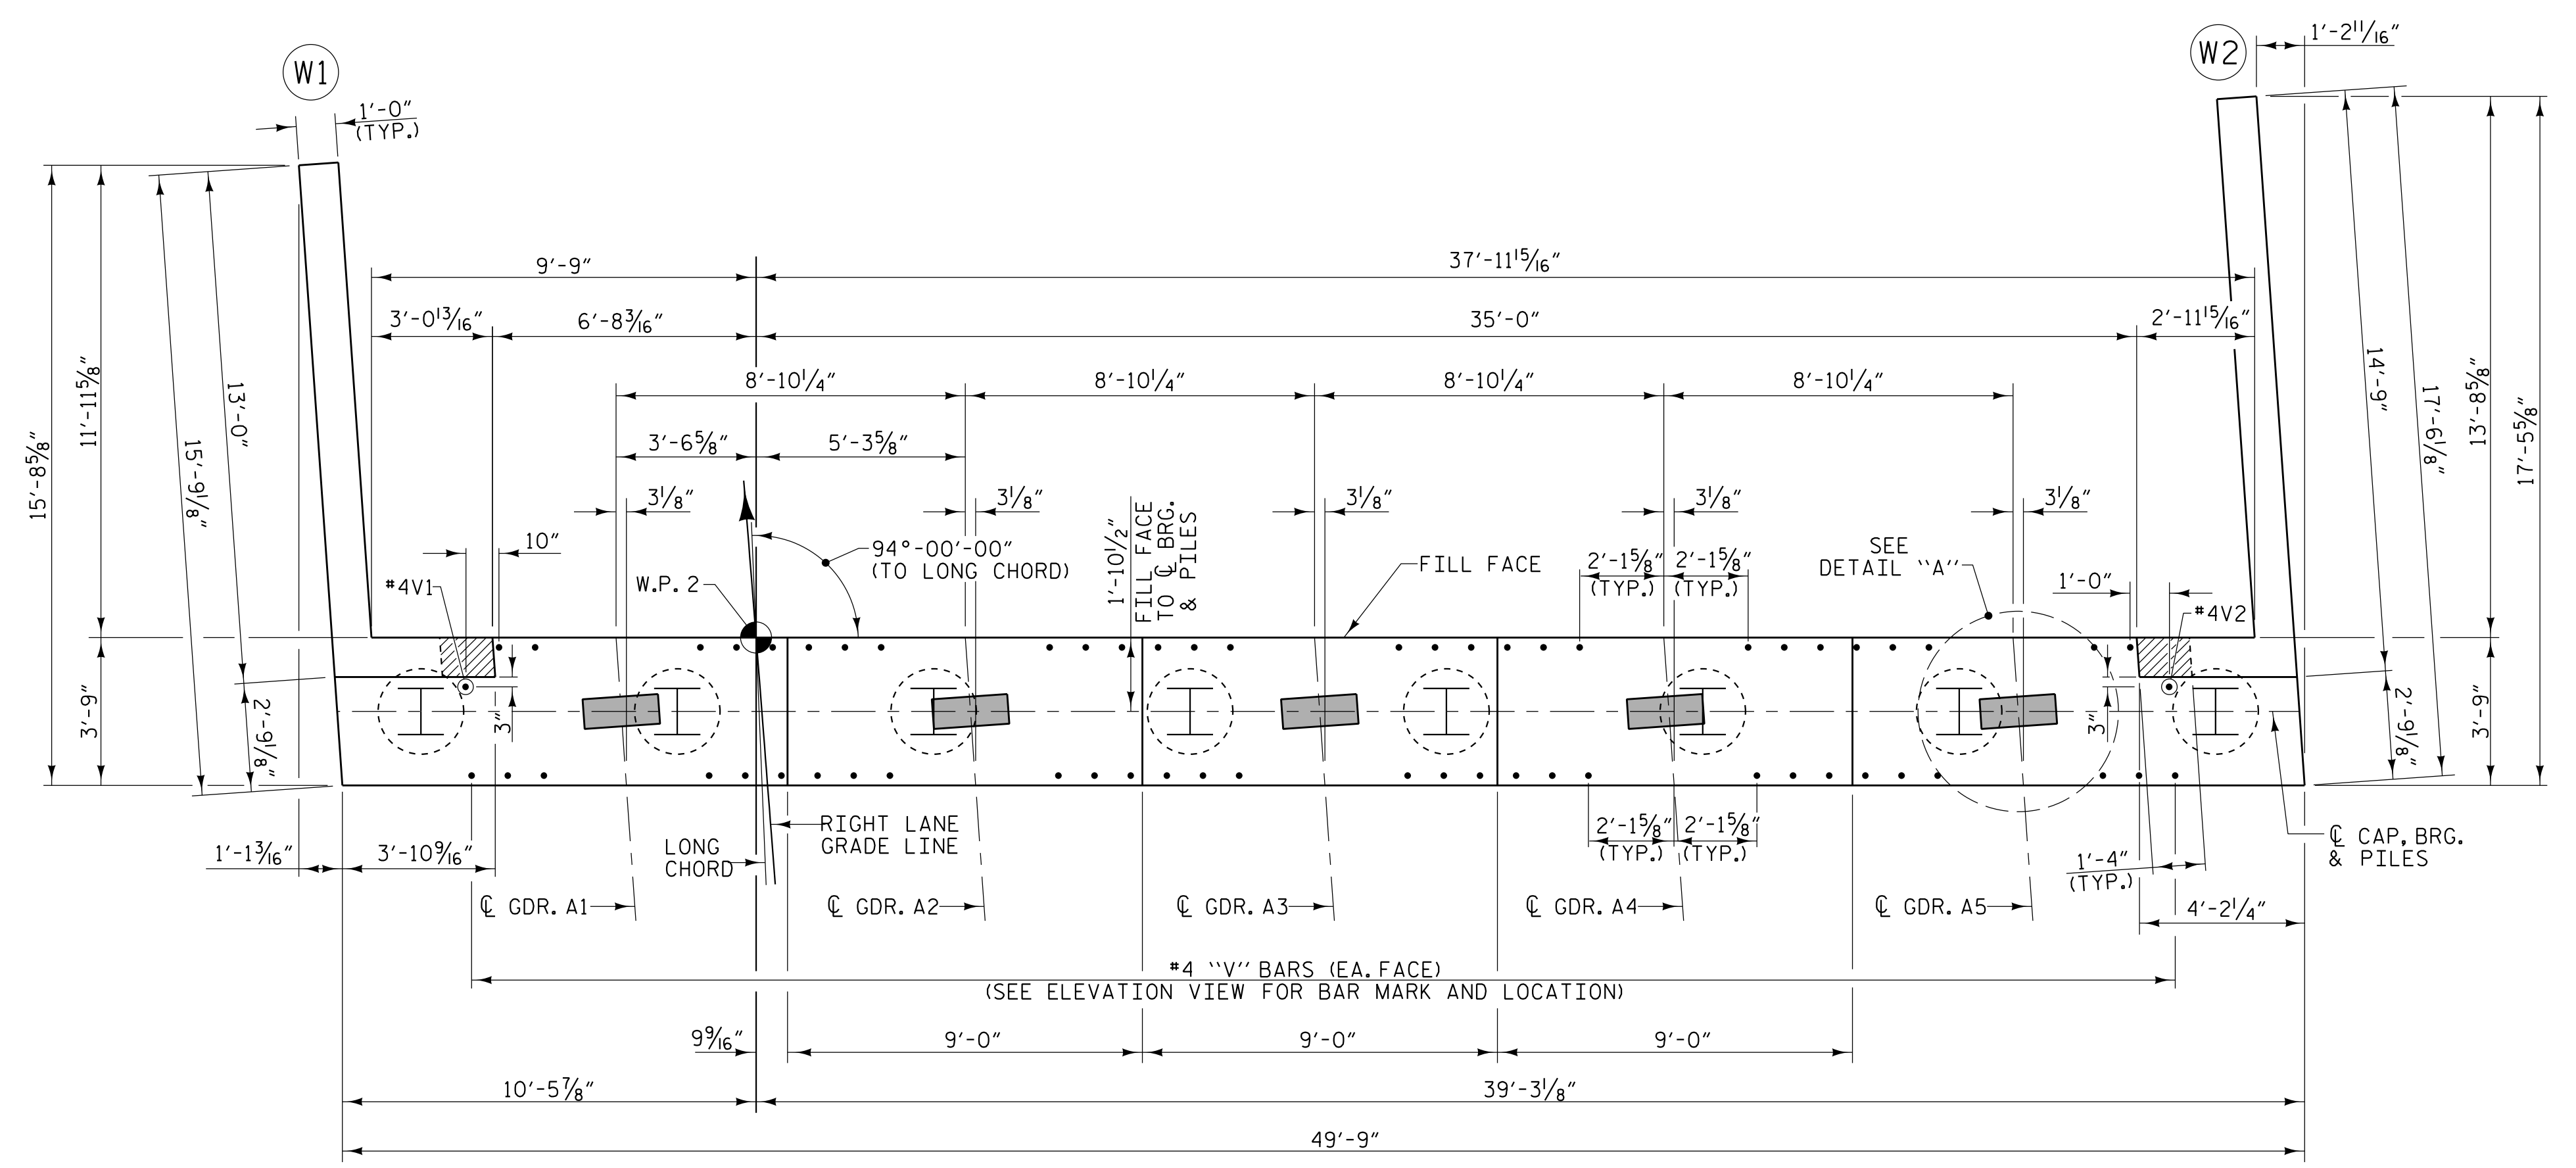 W1
W2
1'-2 11/16"
1'-0"
(TYP.)
9'-9"
37'-11 15/16"
3'-0 13/16"
6'-8 3/16"
35'-0"
2'-11 15/16"
8'-10 1/4"
8'-10 1/4"
8'-10 1/4"
8'-10 1/4"
3'-6 5/8"
5'-3 5/8"
3 1/8"
3 1/8"
3 1/8"
3 1/8"
3 1/8"
15'-8 5/8"
11'-11 5/8"
3'-9"
15'-9 1/8"
13'-0"
2'-9 1/8"
10"
#4V1
3"
W.P. 2
94°-00'-00"
(TO LONG CHORD)
1'-10 1/2"
FILL FACE
TO ℄ BRG.
& PILES
FILL FACE
2'-1 5/8"
(TYP.)
2'-1 5/8"
(TYP.)
SEE
DETAIL "A"
1'-0"
#4V2
3"
14'-9"
17'-6 1/8"
2'-9 1/8"
13'-8 5/8"
3'-9"
17'-5 5/8"
1'-1 3/16"
3'-10 9/16"
LONG
CHORD
RIGHT LANE
GRADE LINE
2'-1 5/8"
(TYP.)
2'-1 5/8"
(TYP.)
1'-4"
(TYP.)
℄ CAP, BRG.
& PILES
4'-2 1/4"
℄ GDR. A1
℄ GDR. A2
℄ GDR. A3
℄ GDR. A4
℄ GDR. A5
#4 "V" BARS (EA. FACE)
(SEE ELEVATION VIEW FOR BAR MARK AND LOCATION)
9 9/16"
9'-0"
9'-0"
9'-0"
10'-5 7/8"
39'-3 1/8"
49'-9"